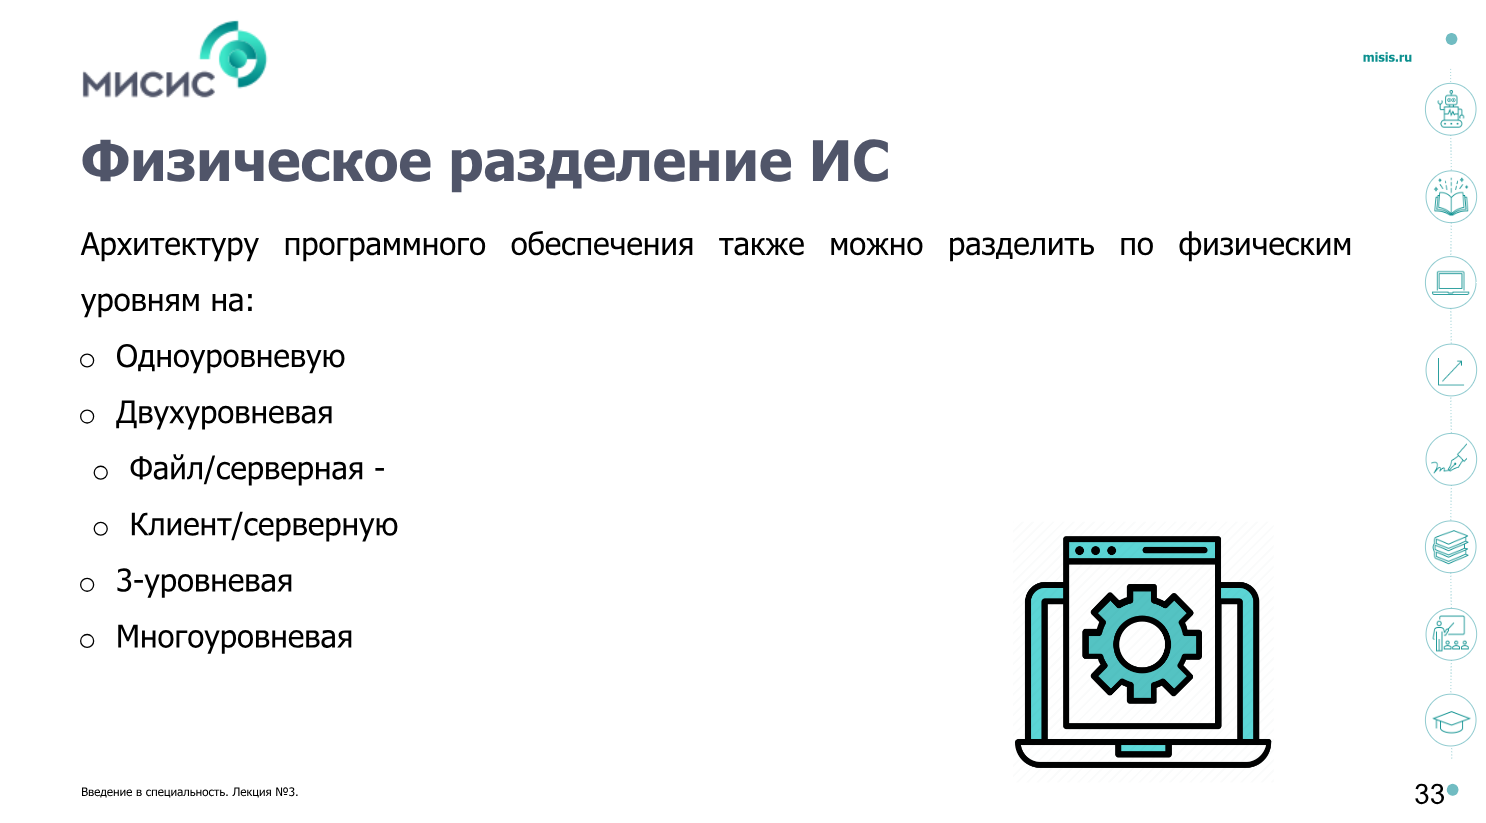 МИСИС
misis.ru
Физическое разделение ИС
Архитектуру программного обеспечения также можно разделить по физическим
уровням на:
o Одноуровневую
o Двухуровневая
o Файл/серверная -
o Клиент/серверную
o 3-уровневая
o Многоуровневая
Введение в специальность. Лекция №3.
33